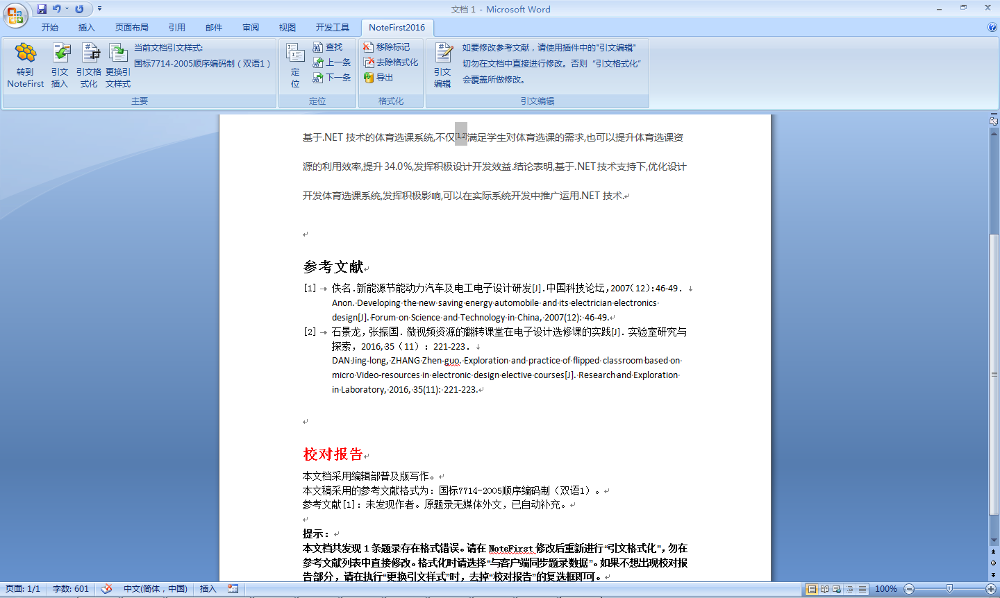 文档 1 - Microsoft Word
开始 插入 页面布局 引用 邮件 审阅 视图 开发工具 NoteFirst2016
转到 NoteFirst
引文 插入
引文格 式化
更换引 文样式
当前文档引文样式:
国标7714-2005顺序编码制（双语1）
主要
定 位
查找
上一条
下一条
定位
移除标记
去除格式化
导出
格式化
引文 编辑
如要修改参考文献，请使用插件中的"引文编辑"
切勿在文档中直接进行修改。否则 “引文格式化”
会覆盖所做修改。
引文编辑
基于.NET 技术的体育选课系统,不仅[1,2]满足学生对体育选课的需求,也可以提升体育选课资
源的利用效率,提升 34.0%,发挥积极设计开发效益.结论表明,基于.NET 技术支持下,优化设计
开发体育选课系统,发挥积极影响,可以在实际系统开发中推广运用.NET 技术.
参考文献
[1] 佚名.新能源节能动力汽车及电工电子设计研发[J].中国科技论坛,2007(12):46-49.
Anon. Developing the new saving energy automobile and its electrician electronics
design[J]. Forum on Science and Technology in China, 2007(12): 46-49.
[2] 石景龙, 张振国. 微视频资源的翻转课堂在电子设计选修课的实践[J]. 实验室研究与
探索, 2016, 35（11）: 221-223.
DAN Jing-long, ZHANG Zhen-guo. Exploration and practice of flipped classroom based on
micro Video-resources in electronic design elective courses[J]. Research and Exploration
in Laboratory, 2016, 35(11): 221-223.
校对报告
本文档采用编辑部普及版写作。
本文稿采用的参考文献格式为：国标7714-2005顺序编码制（双语1）。
参考文献[1]：未发现作者。原题录无媒体外文，已自动补充。
提示：
本文档共发现 1 条题录存在格式错误。请在 NoteFirst 修改后重新进行“引文格式化”，勿在
参考文献列表中直接修改。格式化时请选择“与客户端同步题录数据”。如果不想出现校对报
告部分，请在执行“更换引文样式”时，去掉“校对报告”的复选框即可。
页面: 1/1 字数: 601 中文(简体，中国) 插入 100%